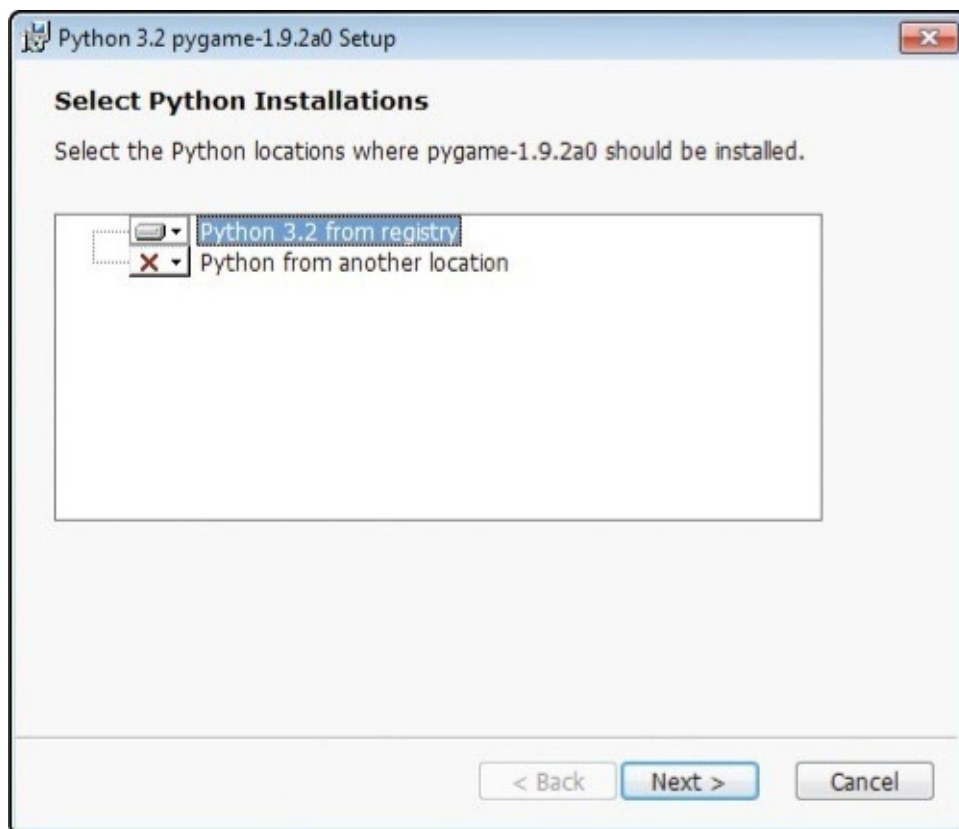 Python 3.2 pygame-1.9.2a0 Setup
Select Python Installations
Select the Python locations where pygame-1.9.2a0 should be installed.
Python 3.2 from registry
Python from another location
< Back Next > Cancel